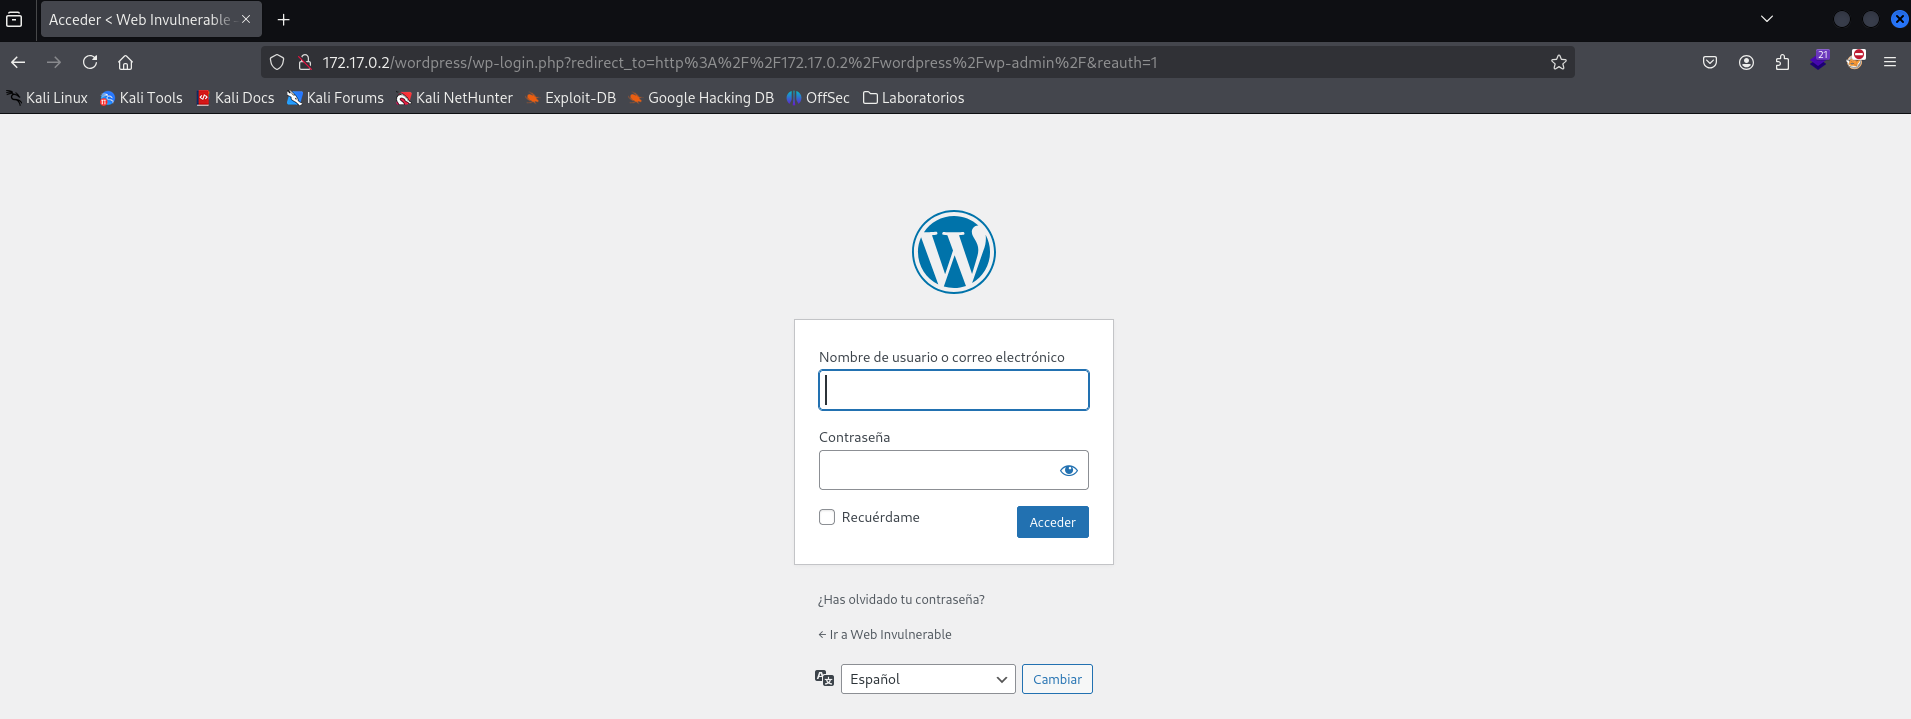 Acceder < Web Invulnerable
172.17.0.2/wordpress/wp-login.php?redirect_to=http%3A%2F%2F172.17.0.2%2Fwordpress%2Fwp-admin%2F&reauth=1
21
Kali Linux Kali Tools Kali Docs Kali Forums Kali NetHunter Exploit-DB Google Hacking DB OffSec Laboratorios
Nombre de usuario o correo electrónico
Contraseña
Recuérdame Acceder
¿Has olvidado tu contraseña?
← Ir a Web Invulnerable
Español Cambiar